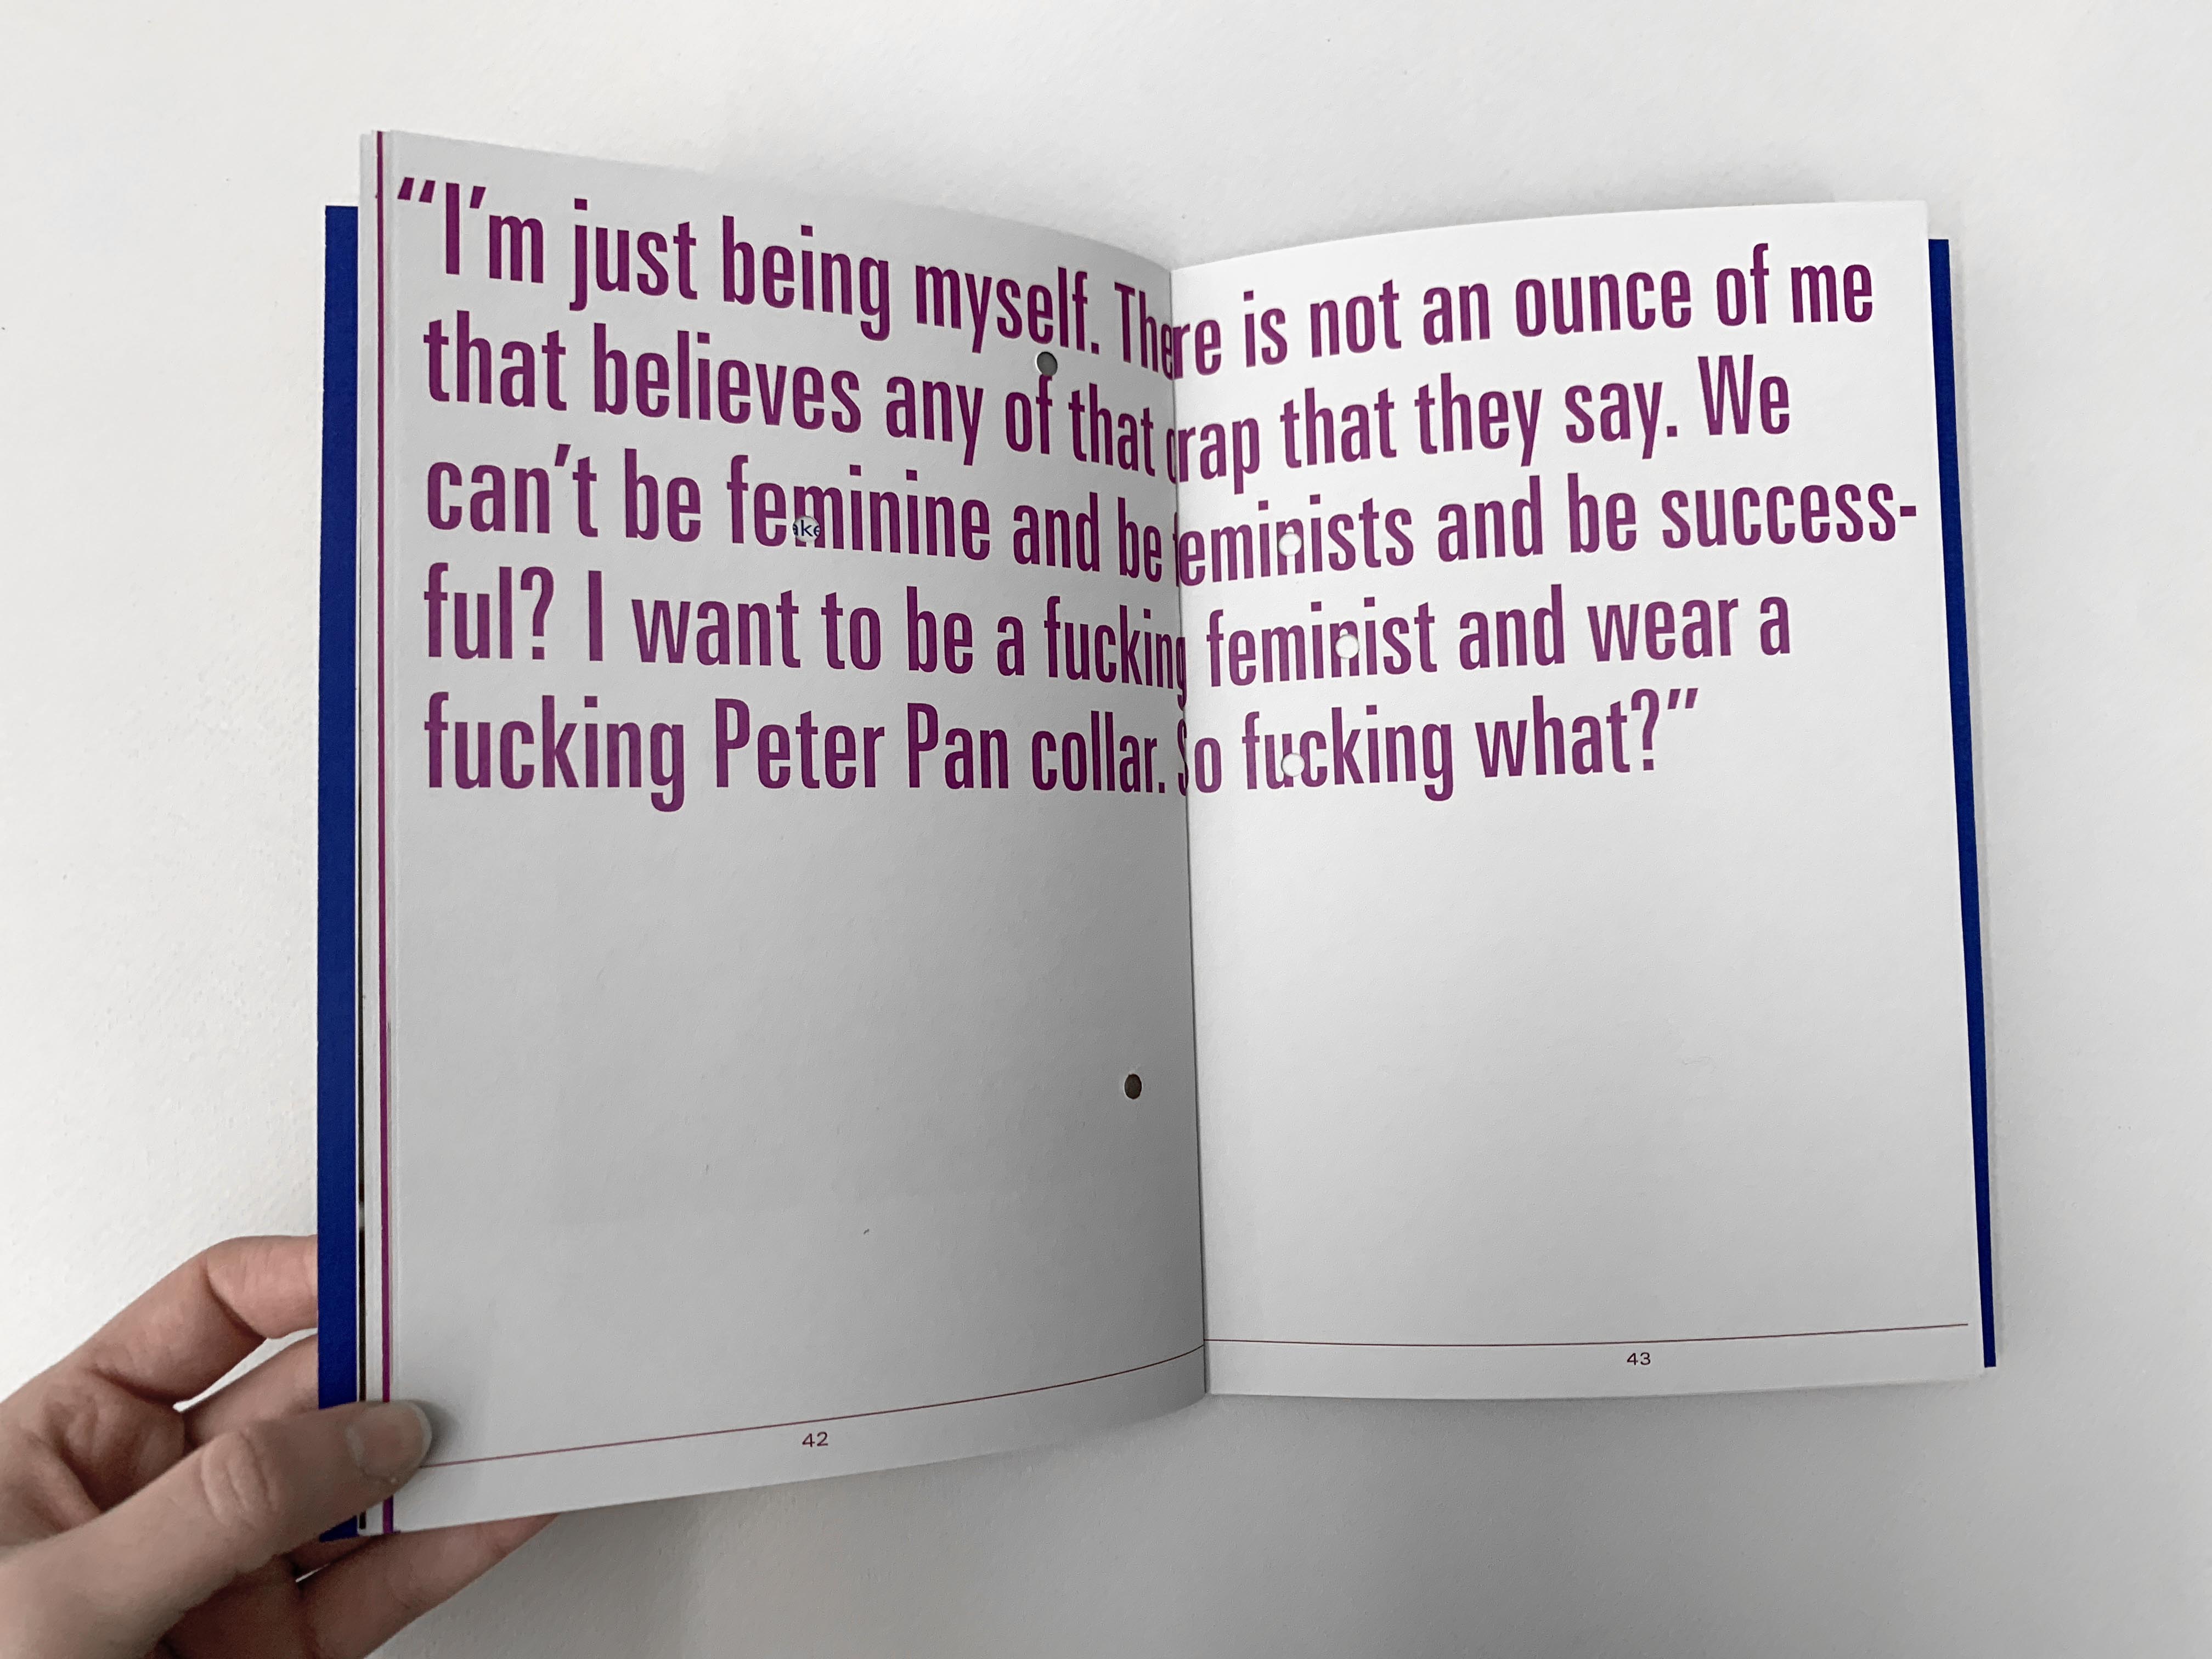 “I’m just being myself. There is not an ounce of me
that believes any of that crap that they say. We
can’t be feminine and be feminists and be success-
ful? I want to be a fucking feminist and wear a
fucking Peter Pan collar. So fucking what?”
42
43